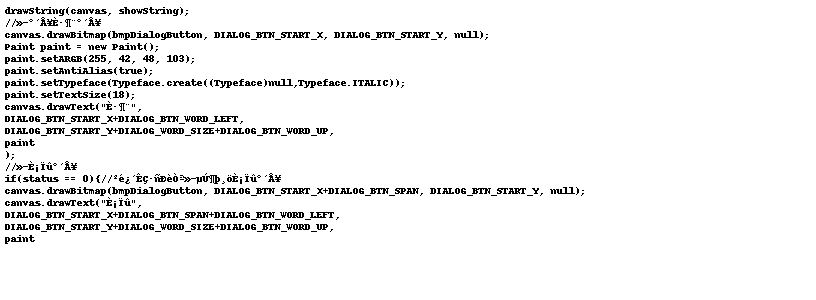 drawString(canvas, showString);
//»­°´Å¥È·¶¨°´Å¥
canvas.drawBitmap(bmpDialogButton, DIALOG_BTN_START_X, DIALOG_BTN_START_Y, null);
Paint paint = new Paint();
paint.setARGB(255, 42, 48, 103);
paint.setAntiAlias(true);
paint.setTypeface(Typeface.create((Typeface)null,Typeface.ITALIC));
paint.setTextSize(18);
canvas.drawText("È·¶¨",
DIALOG_BTN_START_X+DIALOG_BTN_WORD_LEFT,
DIALOG_BTN_START_Y+DIALOG_WORD_SIZE+DIALOG_BTN_WORD_UP,
paint
);
//»­È¡Ïû°´Å¥
if(status == 0){//²é¿´ÊÇ·ñÐèÒª»­µÚ¶þ¸öÈ¡Ïû°´Å¥
canvas.drawBitmap(bmpDialogButton, DIALOG_BTN_START_X+DIALOG_BTN_SPAN, DIALOG_BTN_START_Y, null);
canvas.drawText("È¡Ïû",
DIALOG_BTN_START_X+DIALOG_BTN_SPAN+DIALOG_BTN_WORD_LEFT,
DIALOG_BTN_START_Y+DIALOG_WORD_SIZE+DIALOG_BTN_WORD_UP,
paint